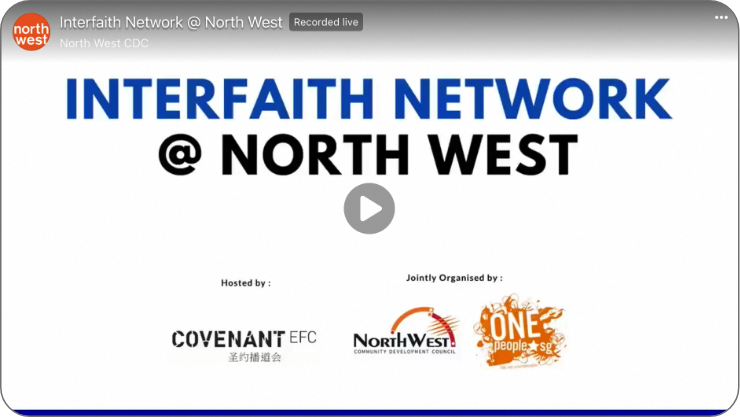 Interfaith Network @ North West Recorded live
north
west
North West CDC
INTERFAITH NETWORK
@ NORTH WEST
Hosted by :
Jointly Organised by :
COVENANT EFC
圣约播道会
NORTHWEST
COMMUNITY DEVELOPMENT COUNCIL
ONE
people★sg